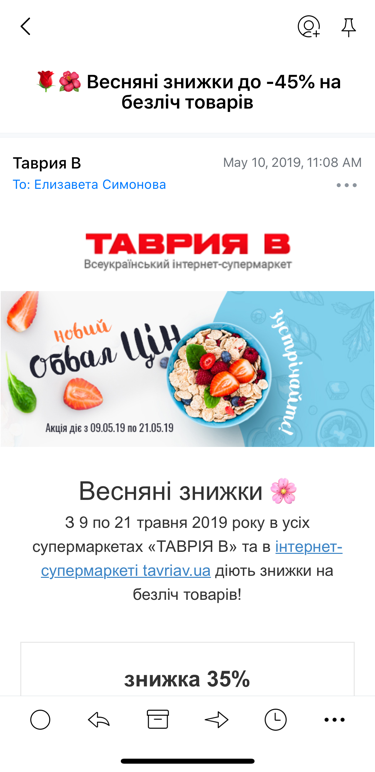 🌹🌺 Весняні знижки до -45% на
безліч товарів
Таврия В
May 10, 2019, 11:08 AM
To: Елизавета Симонова
ТАВРИЯ В
Всеукраїнський інтернет-супермаркет
новий
Обвал Цін
зустрічайте!
Акція діє з 09.05.19 по 21.05.19
Весняні знижки 🌸
З 9 по 21 травня 2019 року в усіх
супермаркетах «ТАВРІЯ В» та в інтернет-
супермаркеті tavriav.ua діють знижки на
безліч товарів!
знижка 35%